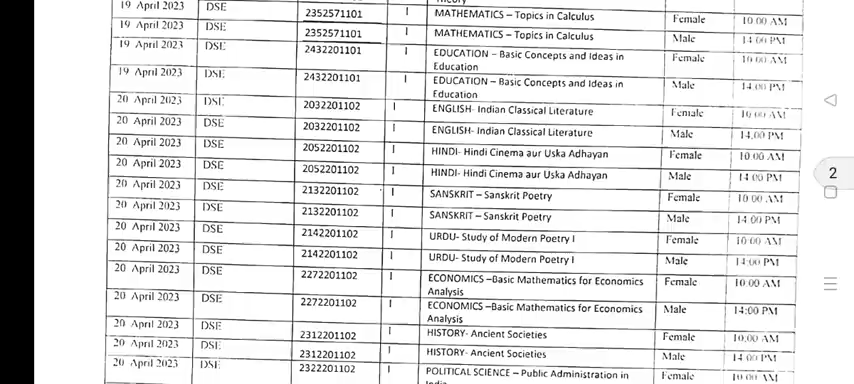 Theory
19 April 2023 DSE 2352571101 I MATHEMATICS – Topics in Calculus Female 10.00 AM
19 April 2023 DSE 2352571101 I MATHEMATICS – Topics in Calculus Male 14:00 PM
19 April 2023 DSE 2432201101 I EDUCATION – Basic Concepts and Ideas in Female 10.00 AM
Education
19 April 2023 DSE 2432201101 I EDUCATION – Basic Concepts and Ideas in Male 14.00 PM
Education
20 April 2023 DSE 2032201102 I ENGLISH- Indian Classical Literature Female 10.00 AM
20 April 2023 DSE 2032201102 I ENGLISH- Indian Classical Literature Male 14.00 PM
20 April 2023 DSE 2052201102 I HINDI- Hindi Cinema aur Uska Adhayan Female 10.00 AM
20 April 2023 DSE 2052201102 I HINDI- Hindi Cinema aur Uska Adhayan Male 14 00 PM
20 April 2023 DSE 2132201102 I SANSKRIT – Sanskrit Poetry Female 10 00 AM
20 April 2023 DSE 2132201102 I SANSKRIT – Sanskrit Poetry Male 14:00 PM
20 April 2023 DSE 2142201102 I URDU- Study of Modern Poetry I Female 10:00 AM
20 April 2023 DSE 2142201102 I URDU- Study of Modern Poetry I Male 14:00 PM
20 April 2023 DSE 2272201102 I ECONOMICS –Basic Mathematics for Economics Female 10:00 AM
Analysis
20 April 2023 DSE 2272201102 I ECONOMICS –Basic Mathematics for Economics Male 14:00 PM
Analysis
20 April 2023 DSE 2312201102 I HISTORY- Ancient Societies Female 10:00 AM
20 April 2023 DSE 2312201102 I HISTORY- Ancient Societies Male 14 00 PM
20 April 2023 DSE 2322201102 I POLITICAL SCIENCE – Public Administration in Female 10.00 AM
India
2